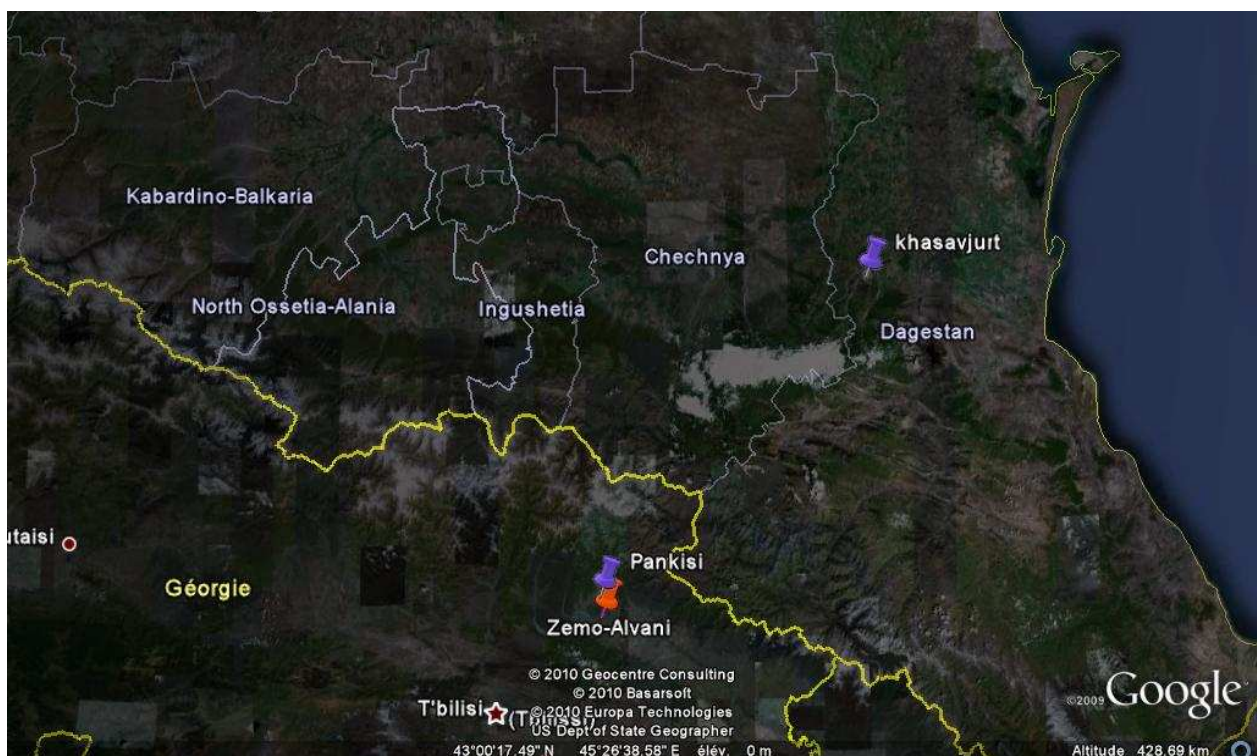 Kabardino-Balkaria
khasavjurt
Chechnya
North Ossetia-Alania
Ingushetia
Dagestan
utaisi
Pankisi
Géorgie
Zemo-Alvani
© 2010 Geocentre Consulting
© 2010 Basarsoft
T'bilisi
© 2010 Europa Technologies
US Dept of State Geographer
©2009 Google
43°00'17.49" N 45°26'38.58" E élév. 0 m
Altitude 428.69 km